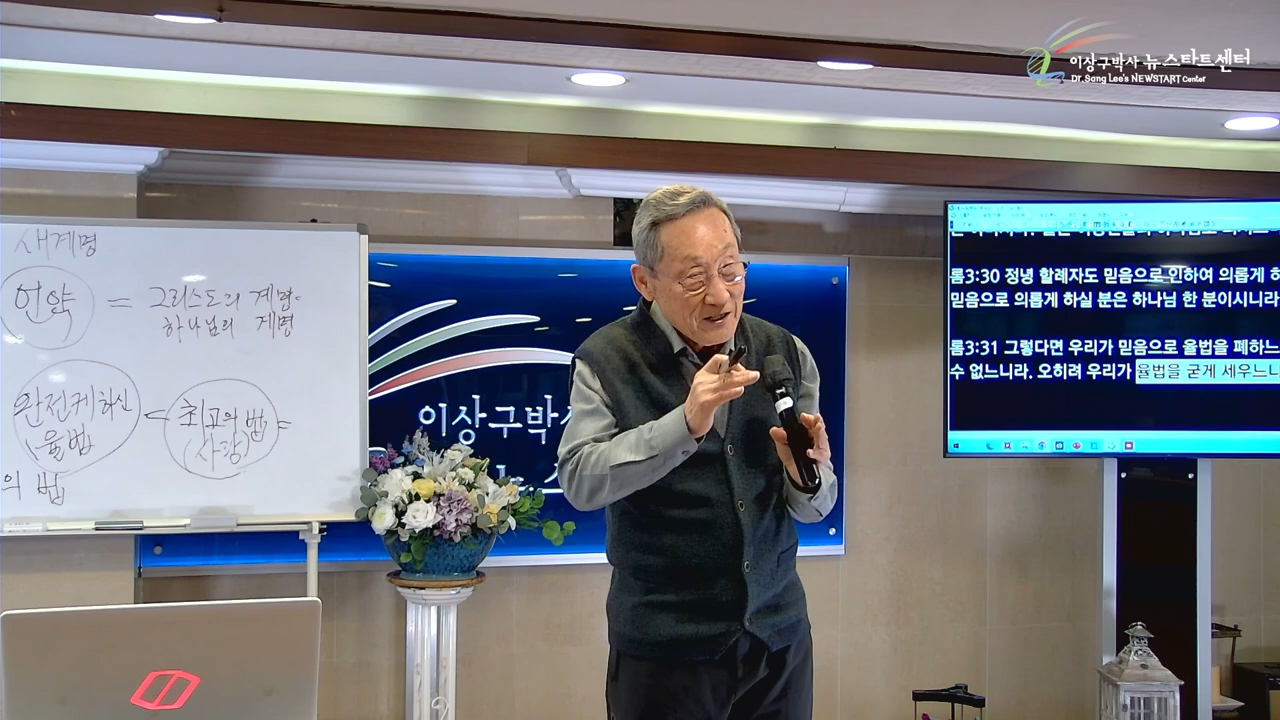 이상구박사 뉴스타트센터
Dr. Sang Lee's NEWSTART Center
새계명
언약 = 그리스도의 계명.
하나님의 계명
완전케 하신 < 최고의 법 =
(율법 (사랑)
의 법
이상구박사
롬3:30 정녕 할례자도 믿음으로 인하여 의롭게 하
믿음으로 의롭게 하실 분은 하나님 한 분이시니라
롬3:31 그렇다면 우리가 믿음으로 율법을 폐하느
수 없느니라. 오히려 우리가 율법을 굳게 세우느니